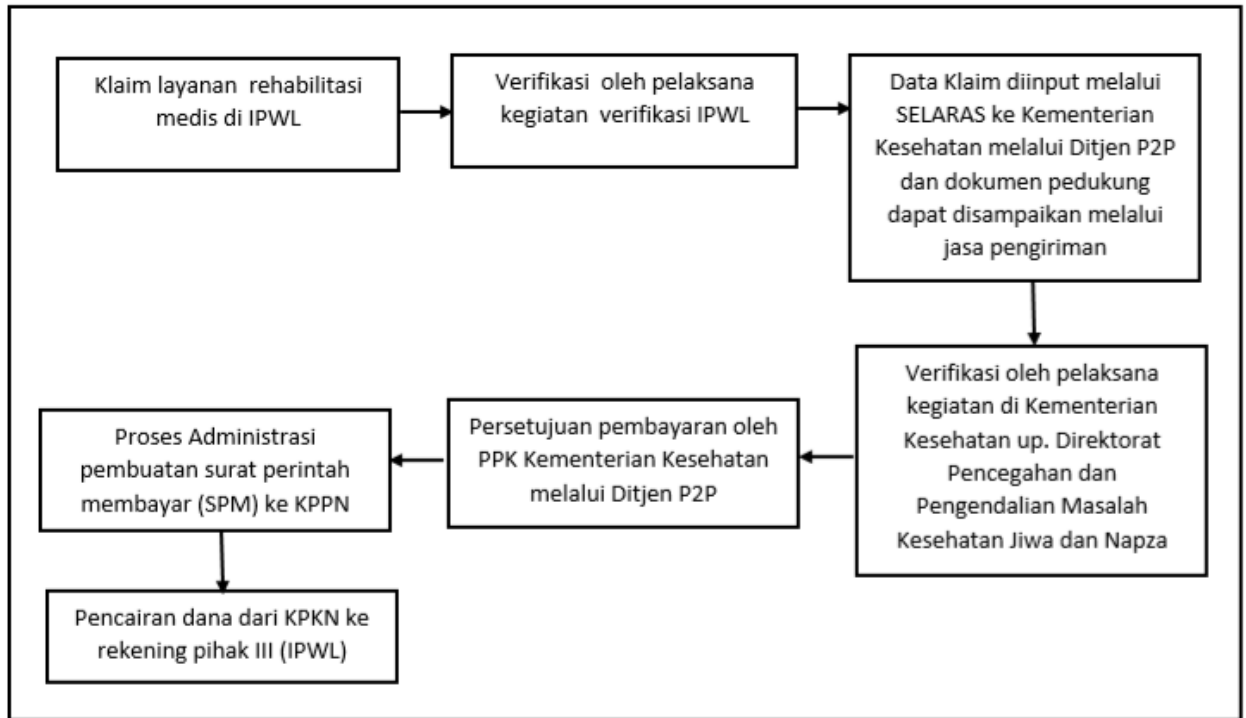 Klaim layanan rehabilitasi
medis di IPWL
Verifikasi oleh pelaksana
kegiatan verifikasi IPWL
Data Klaim diinput melalui
SELARAS ke Kementerian
Kesehatan melalui Ditjen P2P
dan dokumen pedukung
dapat disampaikan melalui
jasa pengiriman
Verifikasi oleh pelaksana
kegiatan di Kementerian
Kesehatan up. Direktorat
Pencegahan dan
Pengendalian Masalah
Kesehatan Jiwa dan Napza
Persetujuan pembayaran oleh
PPK Kementerian Kesehatan
melalui Ditjen P2P
Proses Administrasi
pembuatan surat perintah
membayar (SPM) ke KPPN
Pencairan dana dari KPKN ke
rekening pihak III (IPWL)